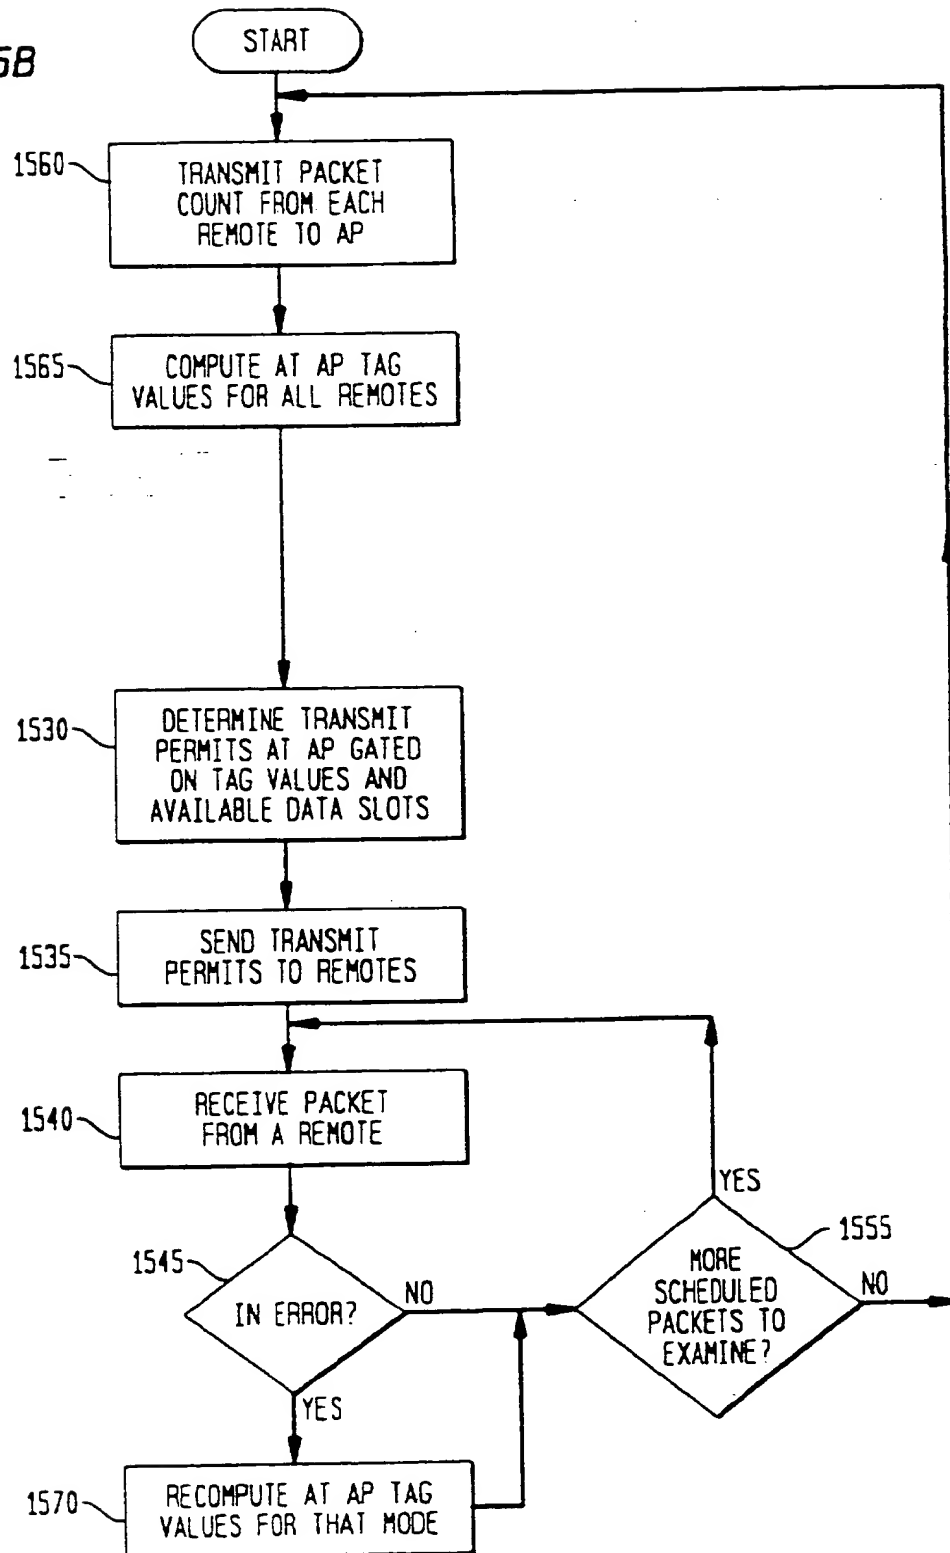 5B
START
1560
TRANSMIT PACKET
COUNT FROM EACH
REMOTE TO AP
1565
COMPUTE AT AP TAG
VALUES FOR ALL REMOTES
1530
DETERMINE TRANSMIT
PERMITS AT AP GATED
ON TAG VALUES AND
AVAILABLE DATA SLOTS
1535
SEND TRANSMIT
PERMITS TO REMOTES
1540
RECEIVE PACKET
FROM A REMOTE
YES
1555
1545
IN ERROR?
NO
MORE
SCHEDULED
PACKETS TO
EXAMINE?
NO
YES
1570
RECOMPUTE AT AP TAG
VALUES FOR THAT MODE